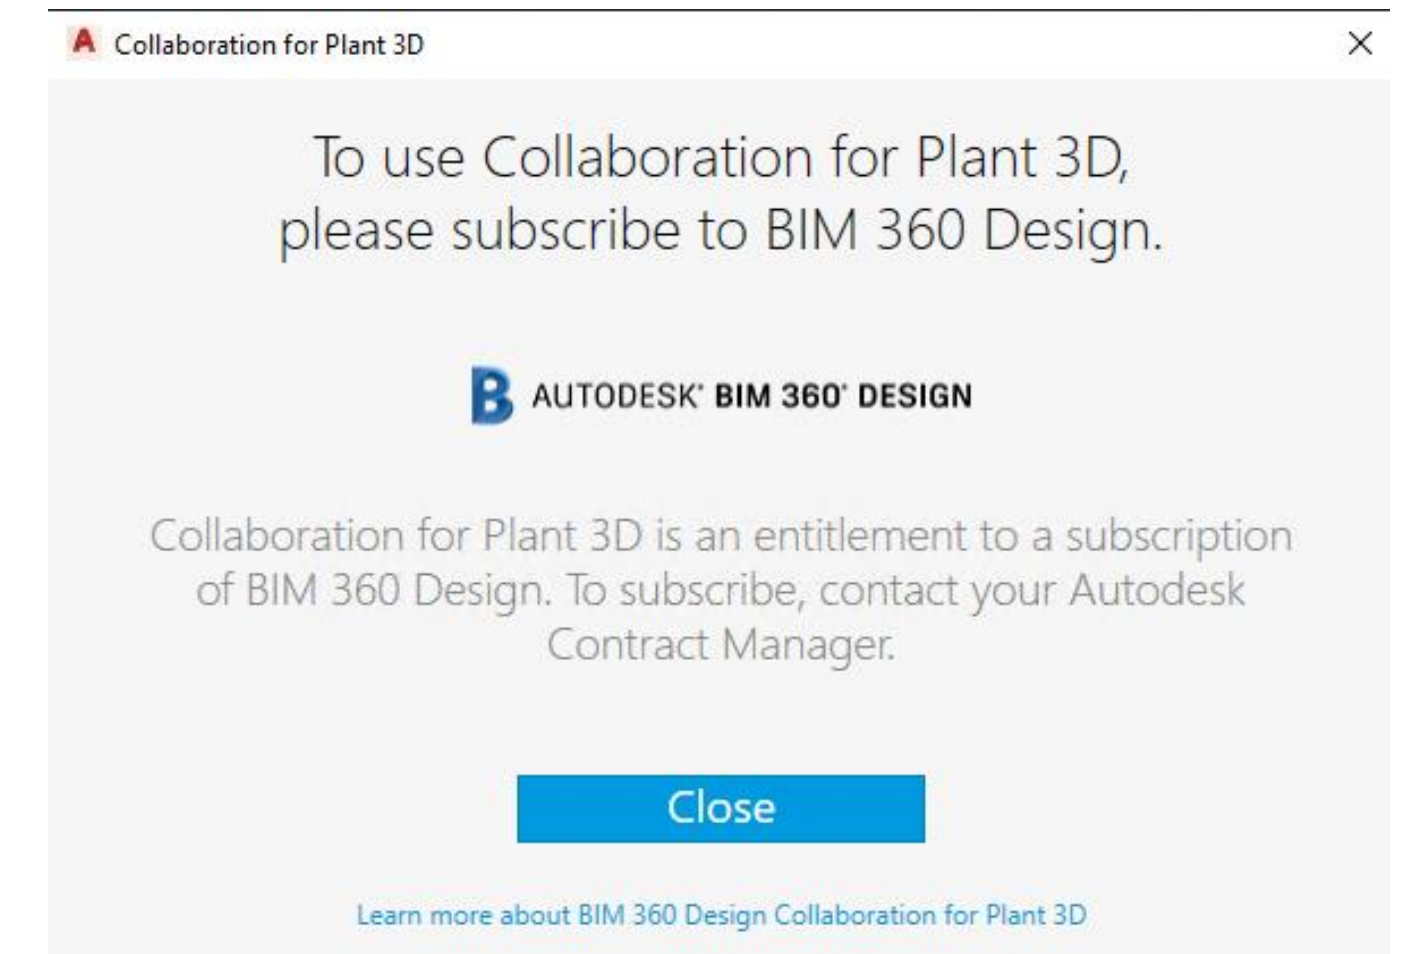 Collaboration for Plant 3D
To use Collaboration for Plant 3D,
please subscribe to BIM 360 Design.
AUTODESK® BIM 360® DESIGN
Collaboration for Plant 3D is an entitlement to a subscription
of BIM 360 Design. To subscribe, contact your Autodesk
Contract Manager.
Close
Learn more about BIM 360 Design Collaboration for Plant 3D